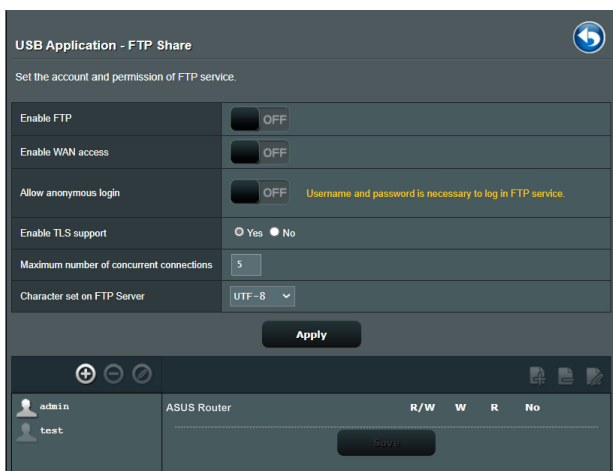 USB Application - FTP Share
Set the account and permission of FTP service.
Enable FTP OFF
Enable WAN access OFF
Allow anonymous login OFF Username and password is necessary to log in FTP service.
Enable TLS support Yes No
Maximum number of concurrent connections 5
Character set on FTP Server UTF-8
Apply
admin ASUS Router R/W W R No
test
Save